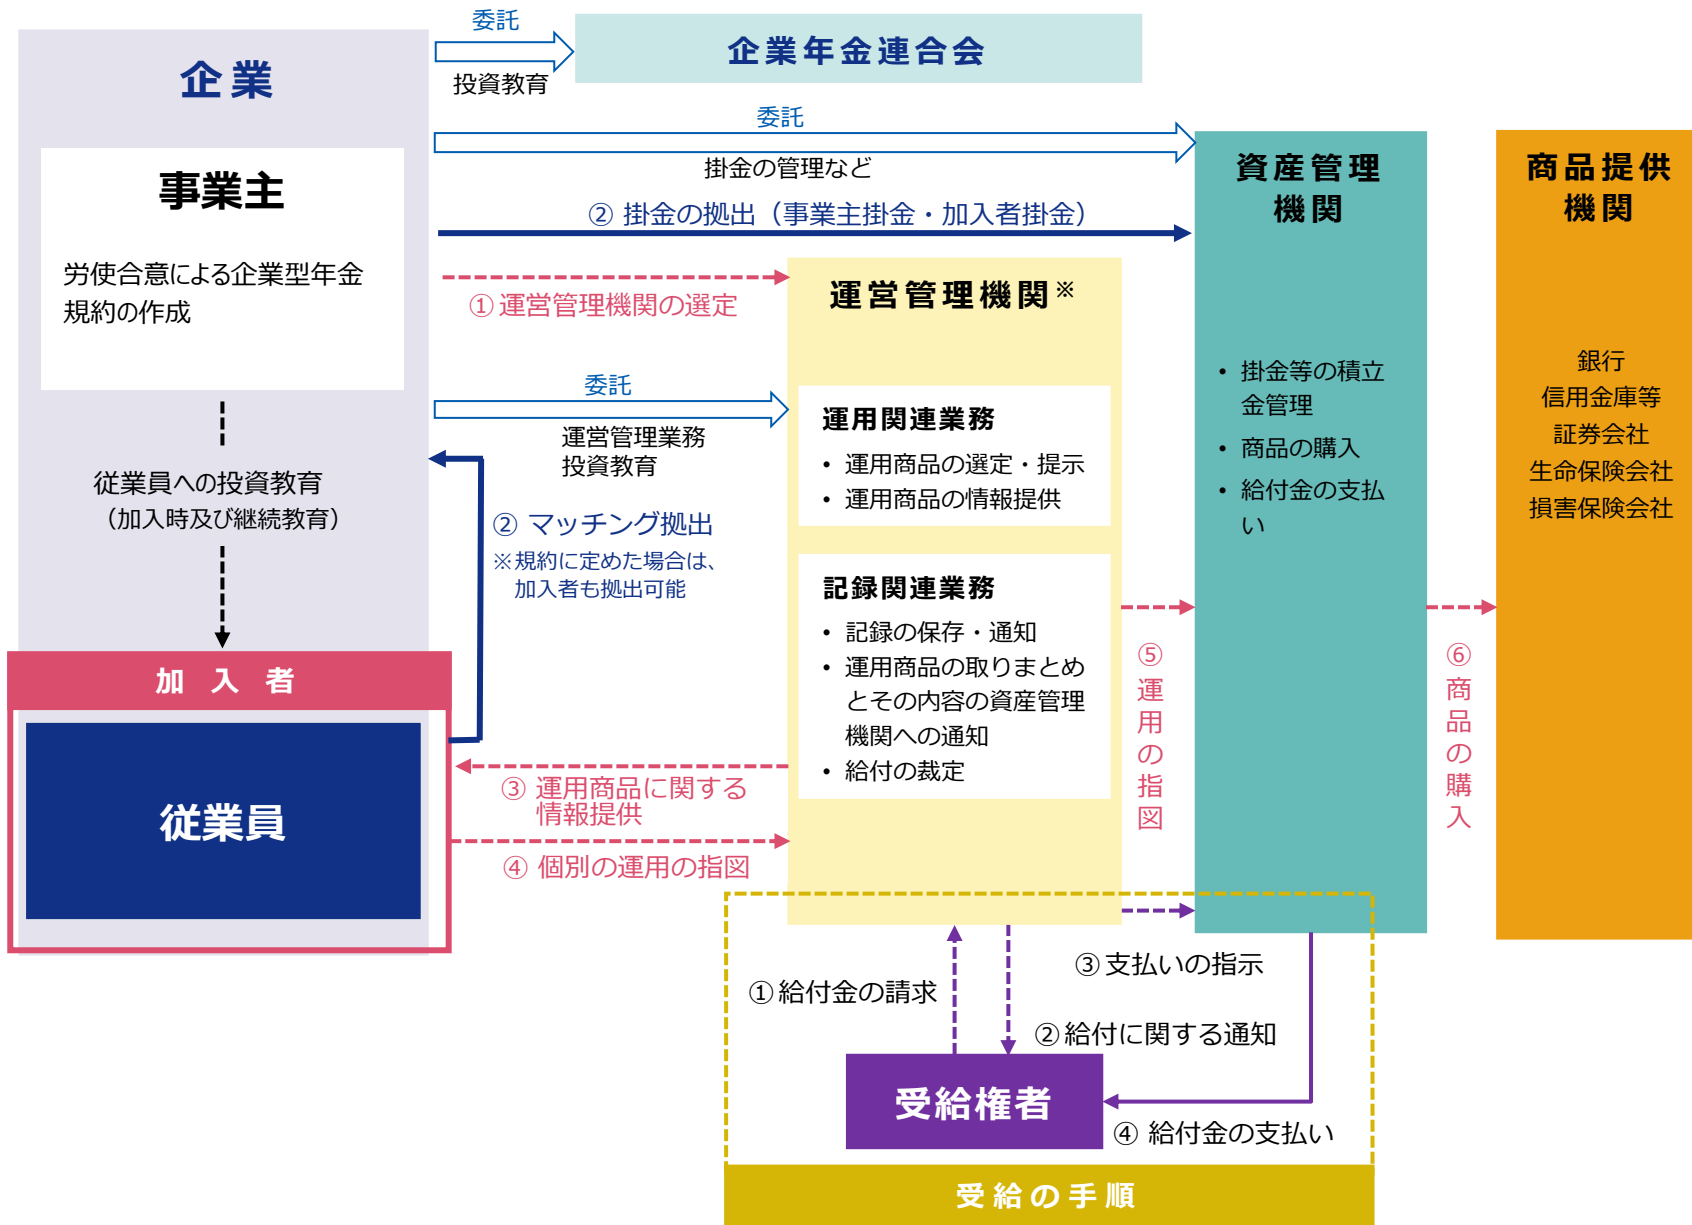 委託
企業年金連合会
投資教育
企業
事業主
労使合意による企業型年金
規約の作成
従業員への投資教育
（加入時及び継続教育）
加入者
従業員
委託
掛金の管理など
② 掛金の拠出（事業主掛金・加入者掛金）
① 運営管理機関の選定
委託
運営管理業務
投資教育
② マッチング拠出
※規約に定めた場合は、
加入者も拠出可能
③ 運用商品に関する
情報提供
④ 個別の運用の指図
運営管理機関※
運用関連業務
• 運用商品の選定・提示
• 運用商品の情報提供
記録関連業務
• 記録の保存・通知
• 運用商品の取りまとめ
とその内容の資産管理
機関への通知
• 給付の裁定
⑤運用の指図
資産管理
機関
• 掛金等の積立
金管理
• 商品の購入
• 給付金の支払
い
⑥商品の購入
商品提供
機関
銀行
信用金庫等
証券会社
生命保険会社
損害保険会社
① 給付金の請求
③ 支払いの指示
② 給付に関する通知
受給権者
④ 給付金の支払い
受給の手順